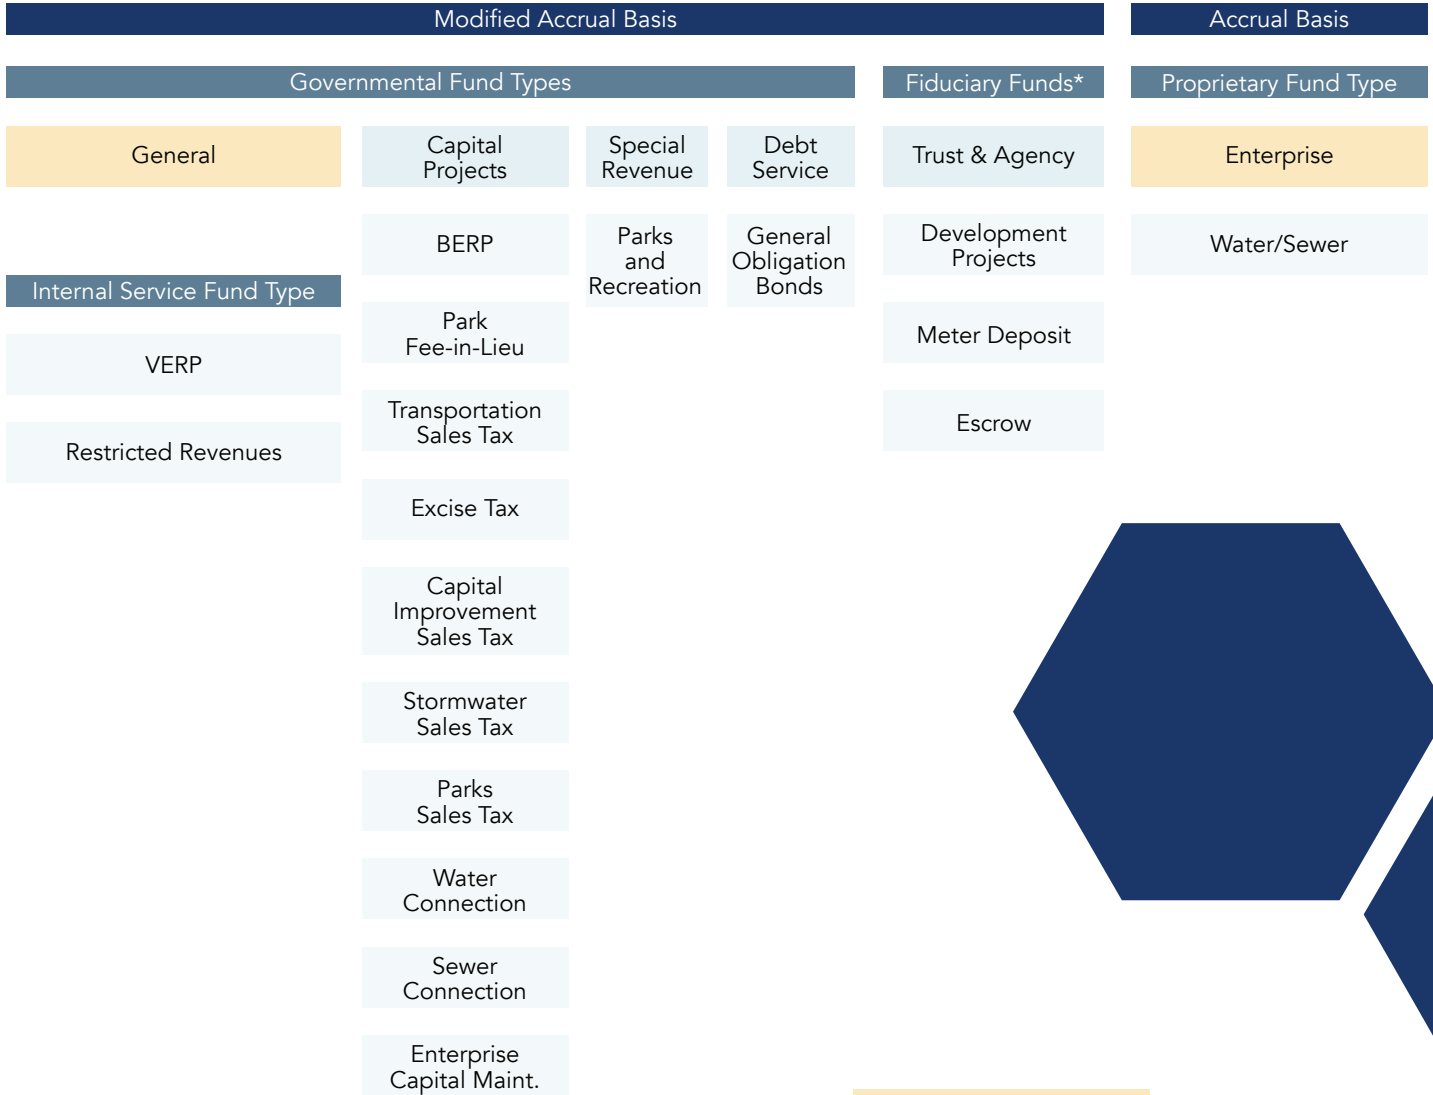 Modified Accrual Basis
Accrual Basis
Governmental Fund Types
Fiduciary Funds*
Proprietary Fund Type
General
Capital
Projects
Special
Revenue
Debt
Service
Trust & Agency
Enterprise
Internal Service Fund Type
VERP
Restricted Revenues
BERP
Park
Fee-in-Lieu
Transportation
Sales Tax
Excise Tax
Capital
Improvement
Sales Tax
Stormwater
Sales Tax
Parks
Sales Tax
Water
Connection
Sewer
Connection
Enterprise
Capital Maint.
Parks
and
Recreation
General
Obligation
Bonds
Development
Projects
Meter Deposit
Escrow
Water/Sewer